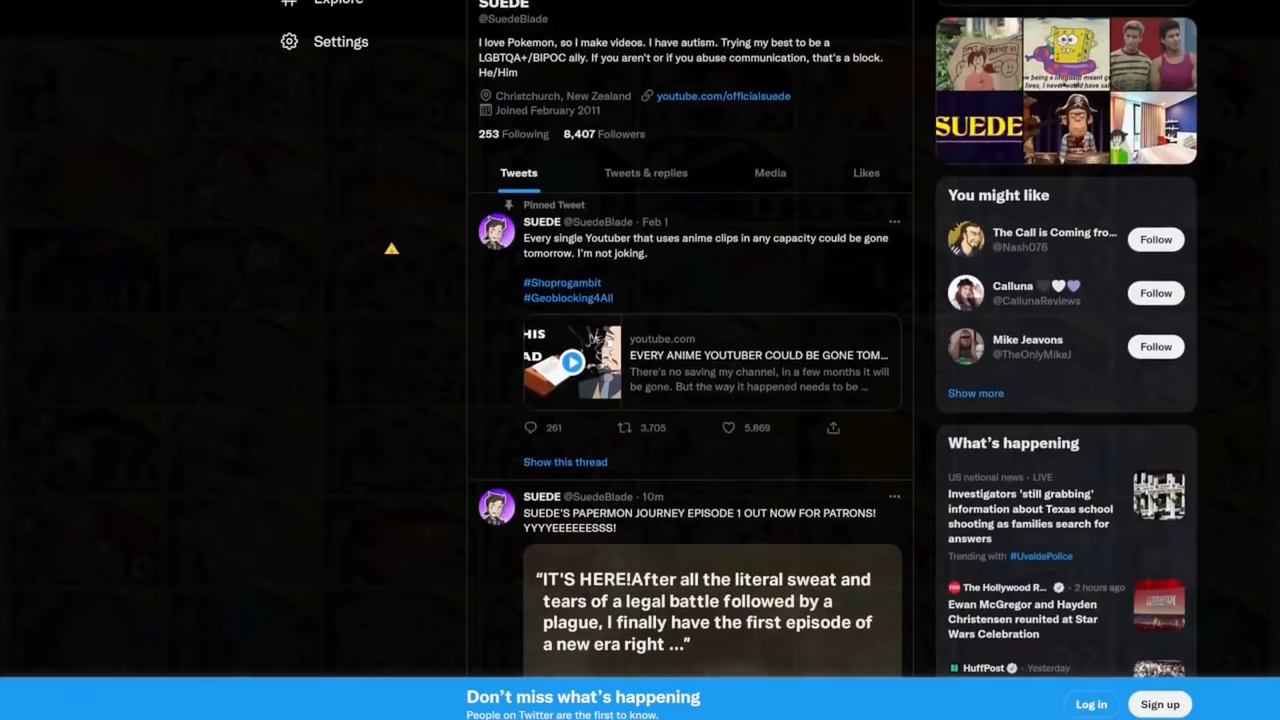 Explore
Settings
SUEDE
@SuedeBlade
I love Pokemon, so I make videos. I have autism. Trying my best to be a
LGBTQA+/BIPOC ally. If you aren't or if you abuse communication, that's a block.
He/Him
Christchurch, New Zealand youtube.com/officialsuede
Joined February 2011
253 Following 8,407 Followers
Tweets Tweets & replies Media Likes
Pinned Tweet
SUEDE @SuedeBlade · Feb 1
Every single Youtuber that uses anime clips in any capacity could be gone
tomorrow. I'm not joking.
#Shoprogambit
#Geoblocking4All
HIS
AD
youtube.com
EVERY ANIME YOUTUBER COULD BE GONE TOM...
There's no saving my channel, in a few months it will
be gone. But the way it happened needs to be ...
261 3,705 5,869
Show this thread
SUEDE @SuedeBlade · 10m
SUEDE'S PAPERMON JOURNEY EPISODE 1 OUT NOW FOR PATRONS!
YYYYEEEEEESSS!
“IT'S HERE!After all the literal sweat and
tears of a legal battle followed by a
plague, I finally have the first episode of
a new era right ...”
SUEDE
You might like
The Call is Coming fro...
@Nash076
Follow
Calluna
@CallunaReviews
Follow
Mike Jeavons
@TheOnlyMikeJ
Follow
Show more
What's happening
US national news · LIVE
Investigators 'still grabbing'
information about Texas school
shooting as families search for
answers
Trending with #UvaldePolice
The Hollywood R... · 2 hours ago
Ewan McGregor and Hayden
Christensen reunited at Star
Wars Celebration
HuffPost · Yesterday
Don't miss what's happening
People on Twitter are the first to know.
Log in
Sign up